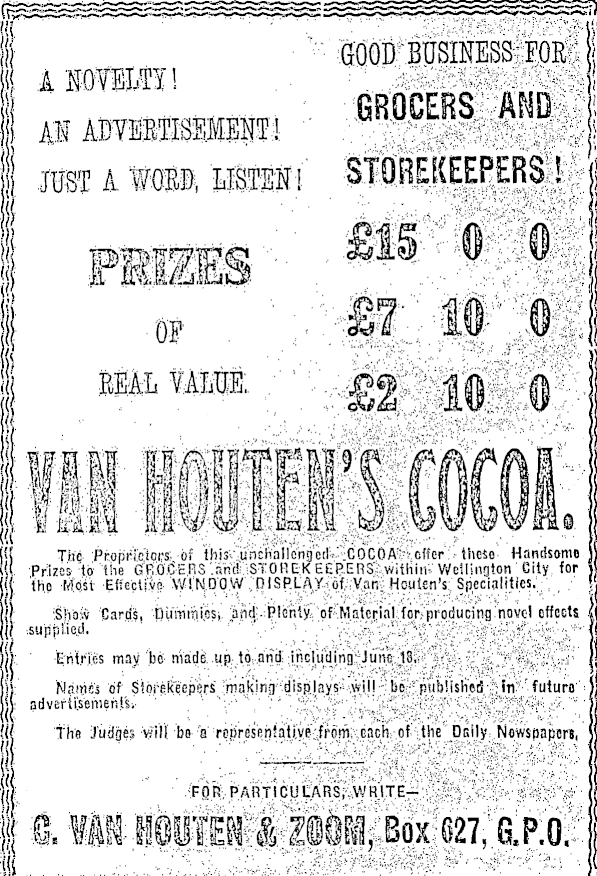 A NOVELTY!
AN ADVERTISEMENT!
JUST A WORD, LISTEN!
PRIZES
OF
REAL VALUE.
GOOD BUSINESS FOR
GROCERS AND
STOREKEEPERS!
£15 0 0
£7 10 0
£2 10 0
VAN HOUTEN'S COCOA.
The Proprietors of this unchallenged COCOA offer these Handsome
Prizes to the GROCERS and STOREKEEPERS within Wellington City for
the Most Effective WINDOW DISPLAY of Van Houten's Specialities.
Show Cards, Dummies, and Plenty of Material for producing novel effects
supplied.
Entries may be made up to and including June 18.
Names of Storekeepers making displays will be published in future
advertisements.
The Judges will be a representative from each of the Daily Newspapers,
FOR PARTICULARS, WRITE—
C. VAN HOUTEN & ZOOM, Box 627, G.P.O.